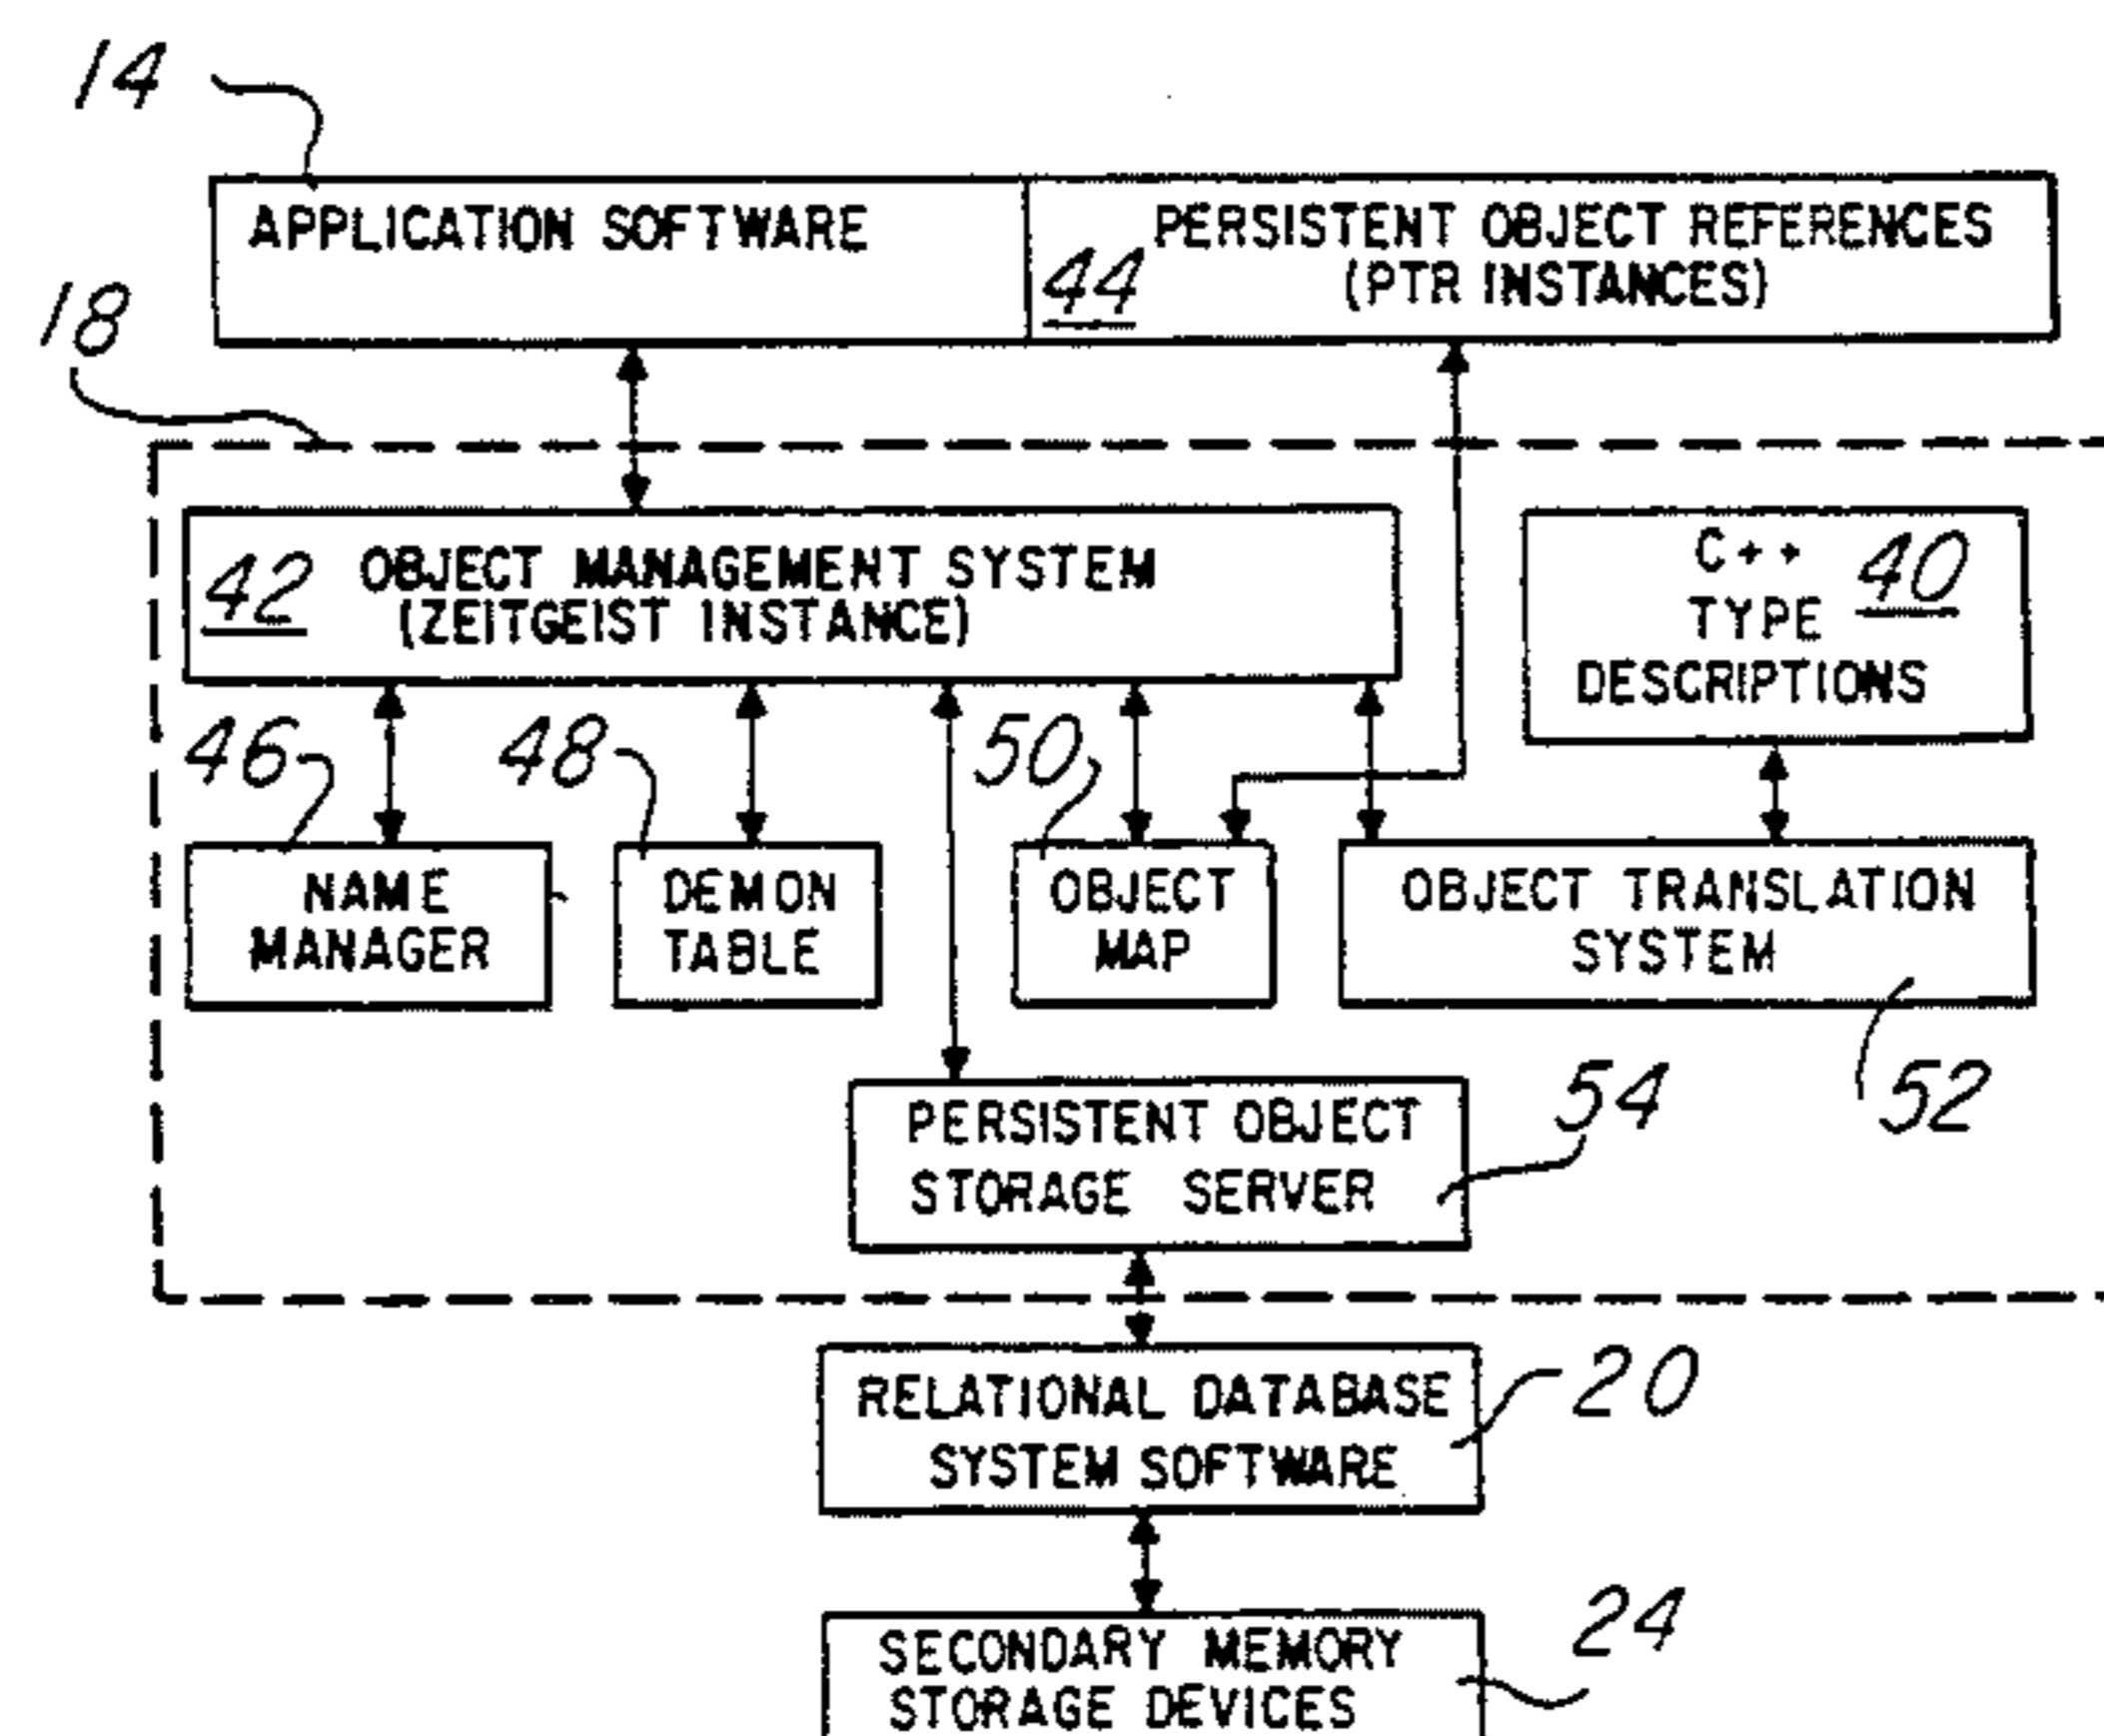 14
APPLICATION SOFTWARE
44
PERSISTENT OBJECT REFERENCES
(PTR INSTANCES)
18
42
OBJECT MANAGEMENT SYSTEM
(ZEITGEIST INSTANCE)
C++
40
TYPE
DESCRIPTIONS
46
48
50
NAME
MANAGER
DEMON
TABLE
OBJECT
MAP
OBJECT TRANSLATION
SYSTEM
52
PERSISTENT OBJECT
STORAGE SERVER
54
RELATIONAL DATABASE
SYSTEM SOFTWARE
20
SECONDARY MEMORY
STORAGE DEVICES
24